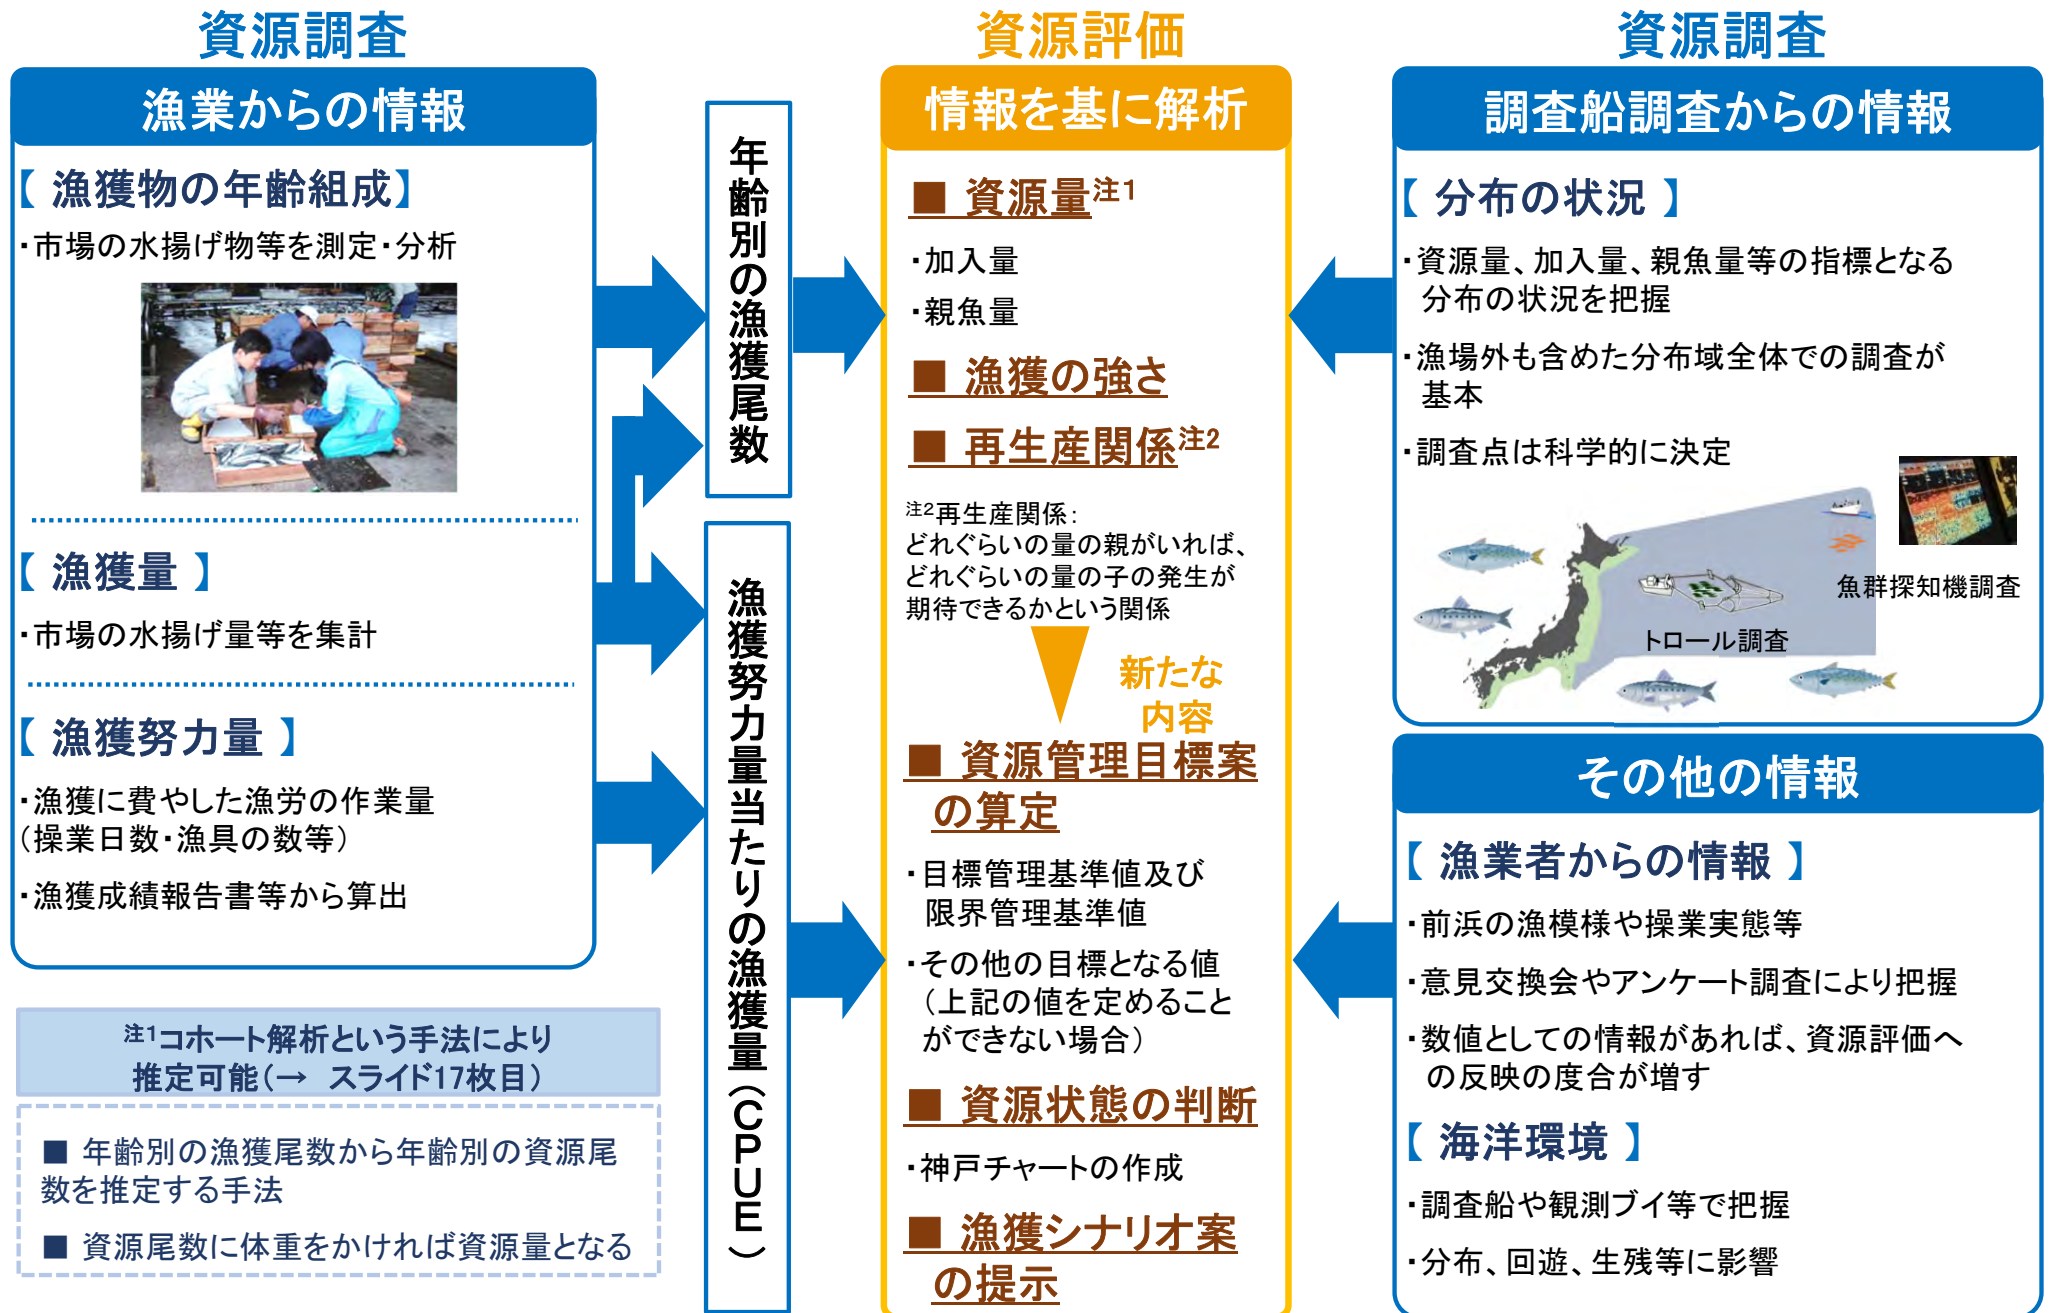 資源調査
漁業からの情報
【 漁獲物の年齢組成】
・市場の水揚げ物等を測定・分析
【 漁獲量 】
・市場の水揚げ量等を集計
【 漁獲努力量 】
・漁獲に費やした漁労の作業量
（操業日数・漁具の数等）
・漁獲成績報告書等から算出
注1コホート解析という手法により
推定可能（→ スライド17枚目）
■ 年齢別の漁獲尾数から年齢別の資源尾
数を推定する手法
■ 資源尾数に体重をかければ資源量となる
年齢別の漁獲尾数
漁獲努力量当たりの漁獲量（CPUE）
資源評価
情報を基に解析
■ 資源量注1
・加入量
・親魚量
■ 漁獲の強さ
■ 再生産関係注2
注2再生産関係：
どれぐらいの量の親がいれば、
どれぐらいの量の子の発生が
期待できるかという関係
新たな
内容
■ 資源管理目標案
の算定
・目標管理基準値及び
限界管理基準値
・その他の目標となる値
（上記の値を定めること
ができない場合）
■ 資源状態の判断
・神戸チャートの作成
■ 漁獲シナリオ案
の提示
資源調査
調査船調査からの情報
【 分布の状況 】
・資源量、加入量、親魚量等の指標となる
分布の状況を把握
・漁場外も含めた分布域全体での調査が
基本
・調査点は科学的に決定
魚群探知機調査
トロール調査
その他の情報
【 漁業者からの情報 】
・前浜の漁模様や操業実態等
・意見交換会やアンケート調査により把握
・数値としての情報があれば、資源評価へ
の反映の度合が増す
【 海洋環境 】
・調査船や観測ブイ等で把握
・分布、回遊、生残等に影響